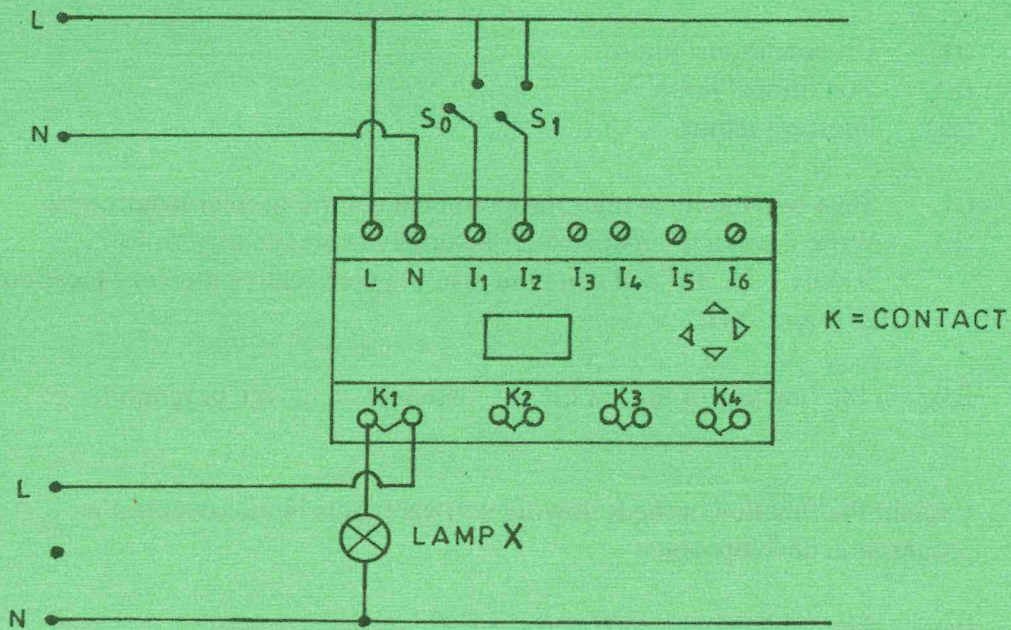 L
N
S₀ S₁
L N I₁ I₂ I₃ I₄ I₅ I₆
K = CONTACT
K₁ K₂ K₃ K₄
L
LAMP X
N